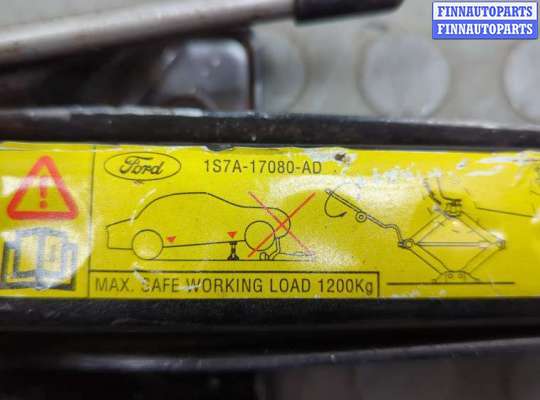 FINNAUTOPARTS
FINNAUTOPARTS
Ford 1S7A-17080-AD
MAX. SAFE WORKING LOAD 1200Kg